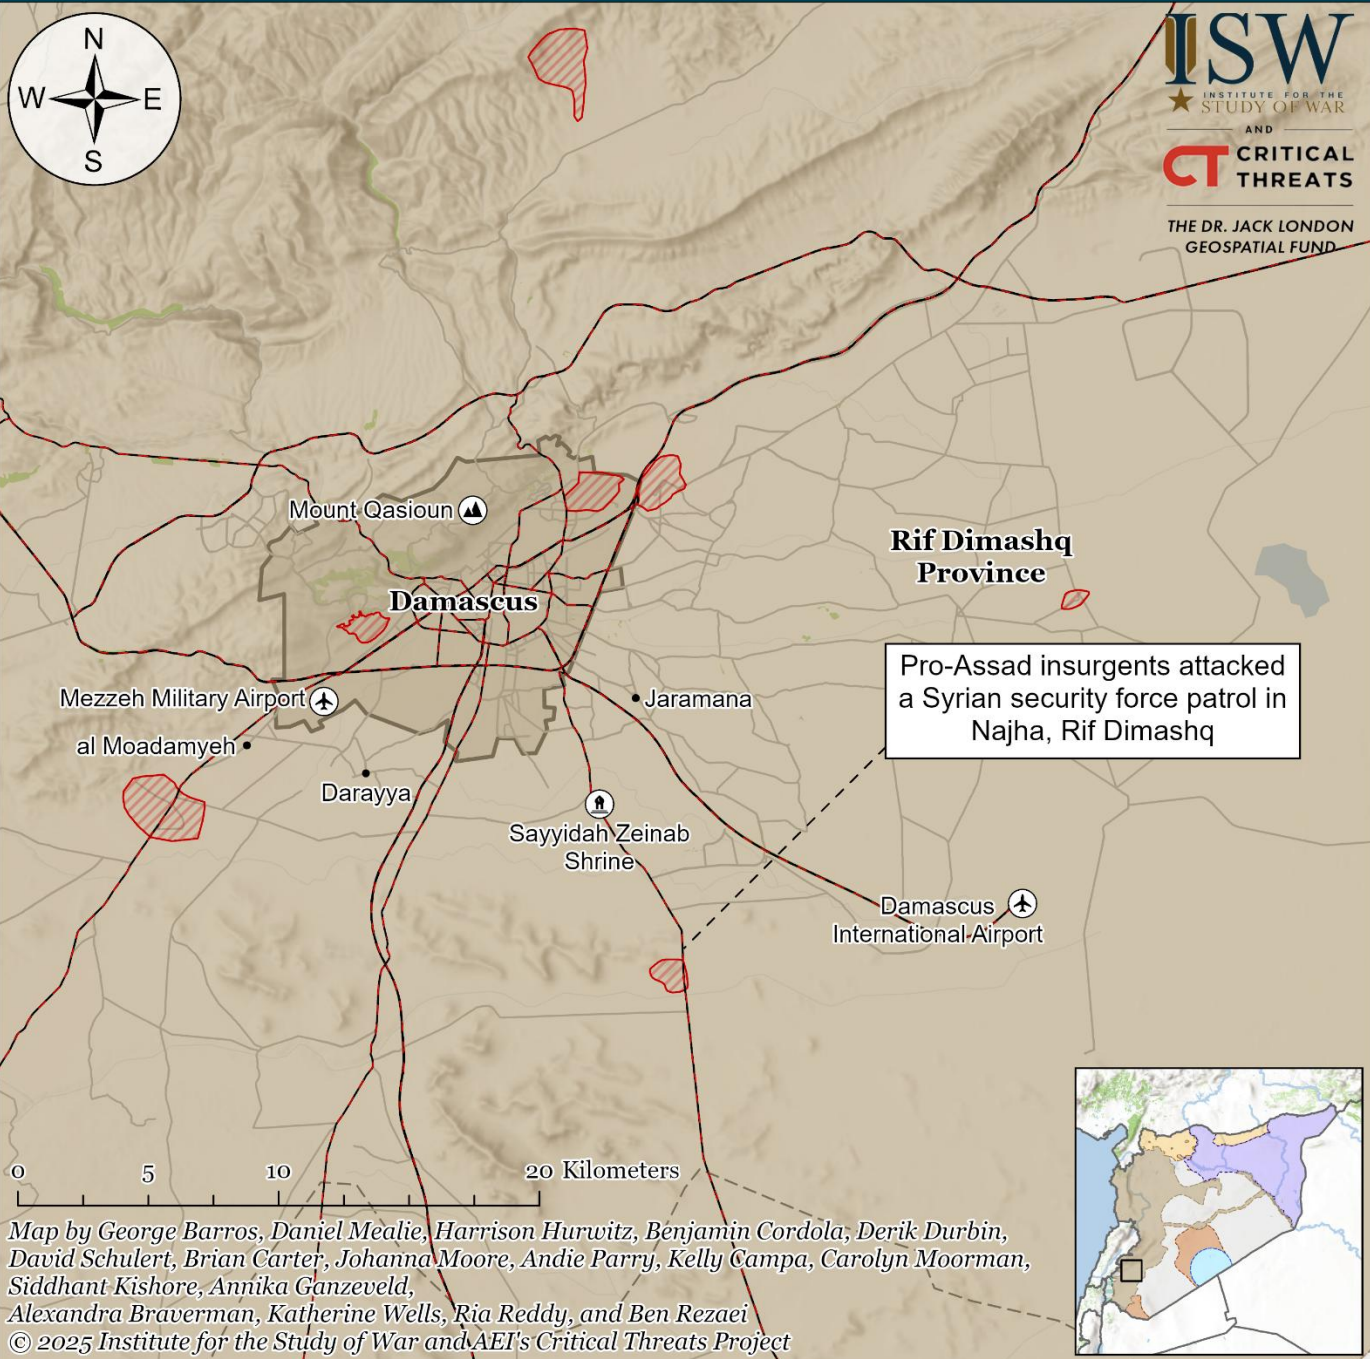 N
W
E
S
ISW
INSTITUTE FOR THE
STUDY OF WAR
AND
CT CRITICAL
THREATS
THE DR. JACK LONDON
GEOSPATIAL FUND
Mount Qasioun
Rif Dimashq
Province
Damascus
Pro-Assad insurgents attacked
a Syrian security force patrol in
Najha, Rif Dimashq
Mezzeh Military Airport
Jaramana
al Moadamyeh
Darayya
Sayyidah Zeinab
Shrine
Damascus
International Airport
0 5 10 20 Kilometers
Map by George Barros, Daniel Mealie, Harrison Hurwitz, Benjamin Cordola, Derik Durbin,
David Schulert, Brian Carter, Johanna Moore, Andie Parry, Kelly Campa, Carolyn Moorman,
Siddhant Kishore, Annika Ganzeveld,
Alexandra Braverman, Katherine Wells, Ria Reddy, and Ben Rezaei
© 2025 Institute for the Study of War and AEI's Critical Threats Project